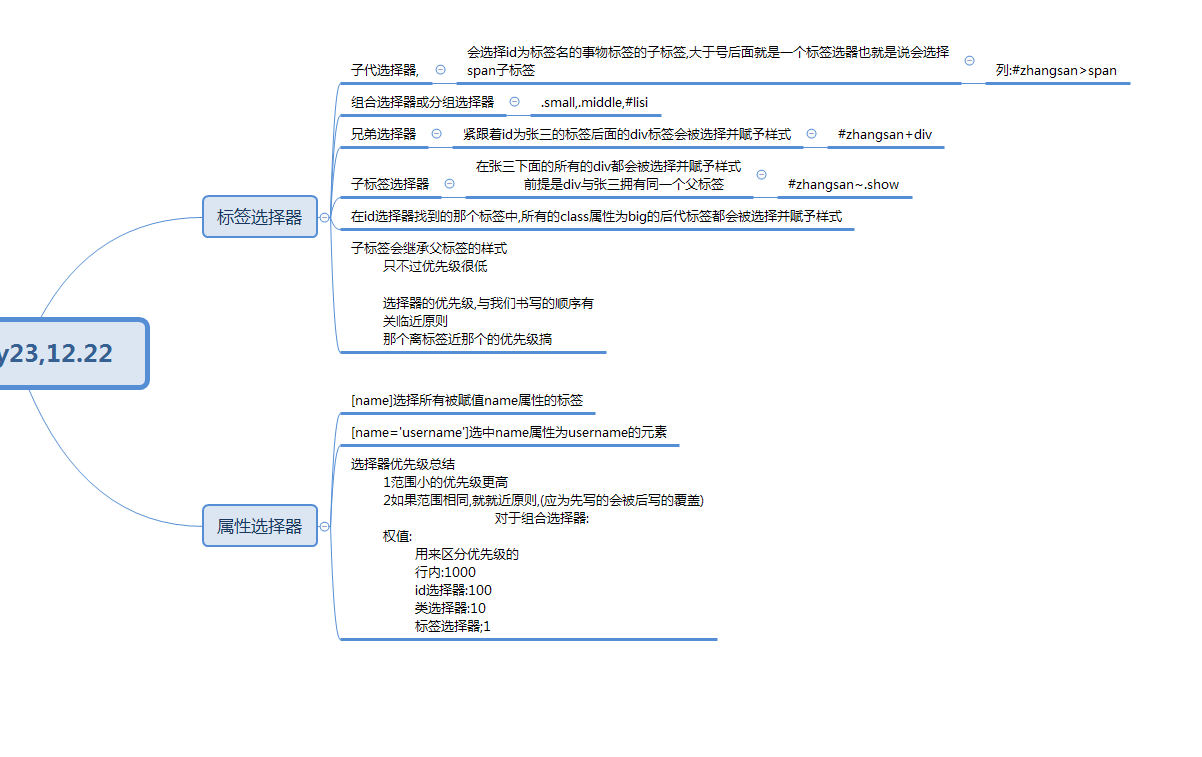 会选择id为标签名的事物标签的子标签,大于号后面就是一个标签选器也就是说会选择
子代选择器,
span子标签
列:#zhangsan>span
组合选择器或分组选择器
.small,.middle,#lisi
兄弟选择器
紧跟着id为张三的标签后面的div标签会被选择并赋予样式
#zhangsan+div
在张三下面的所有的div都会被选择并赋予样式
子标签选择器
前提是div与张三拥有同一个父标签
#zhangsan~.show
标签选择器
在id选择器找到的那个标签中,所有的class属性为big的后代标签都会被选择并赋予样式
子标签会继承父标签的样式
只不过优先级很低
选择器的优先级,与我们书写的顺序有
关临近原则
那个离标签近那个的优先级搞
y23,12.22
[name]选择所有被赋值name属性的标签
[name='username']选中name属性为username的元素
选择器优先级总结
1范围小的优先级更高
2如果范围相同,就就近原则,(应为先写的会被后写的覆盖)
对于组合选择器:
属性选择器
权值:
用来区分优先级的
行内:1000
id选择器:100
类选择器:10
标签选择器;1